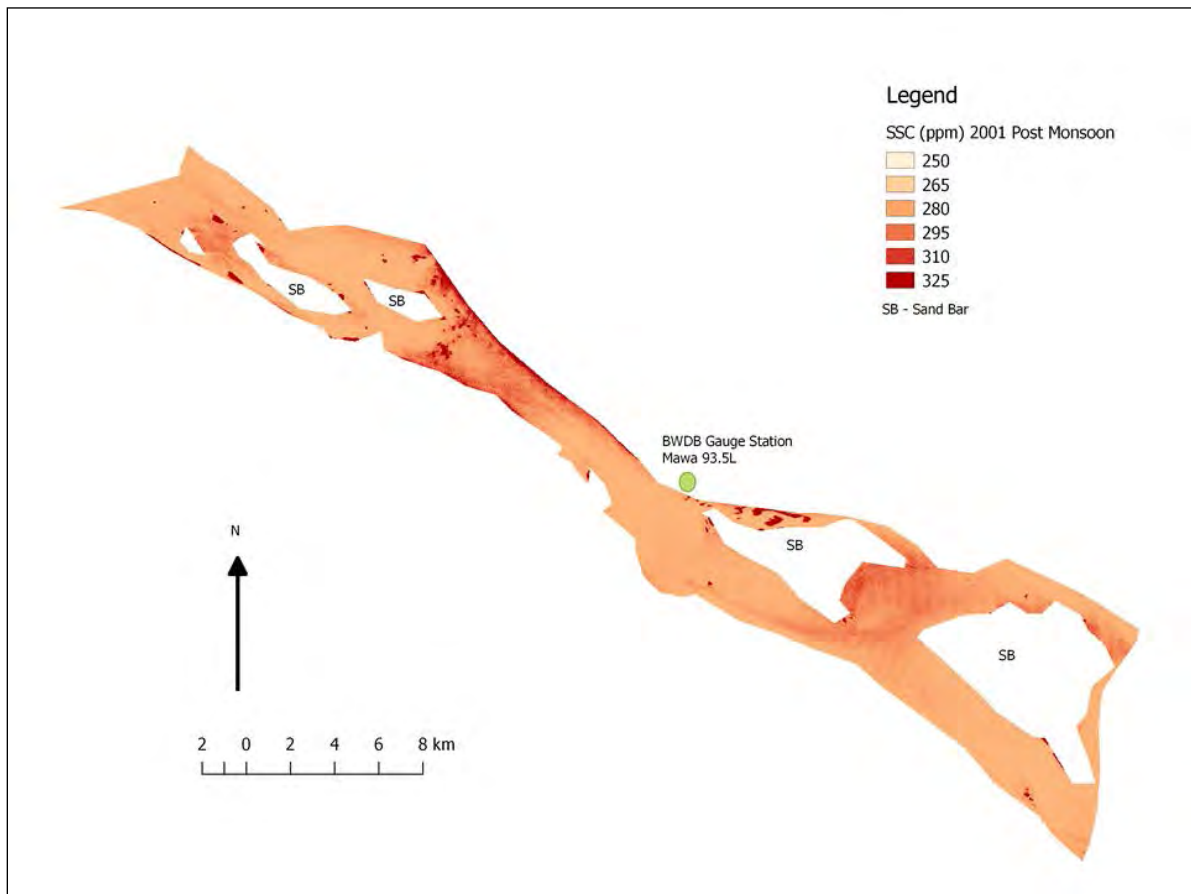 Legend
SSC (ppm) 2001 Post Monsoon
250
265
280
295
310
325
SB - Sand Bar
SB
SB
BWDB Gauge Station
Mawa 93.5L
N
SB
SB
2 0 2 4 6 8 km